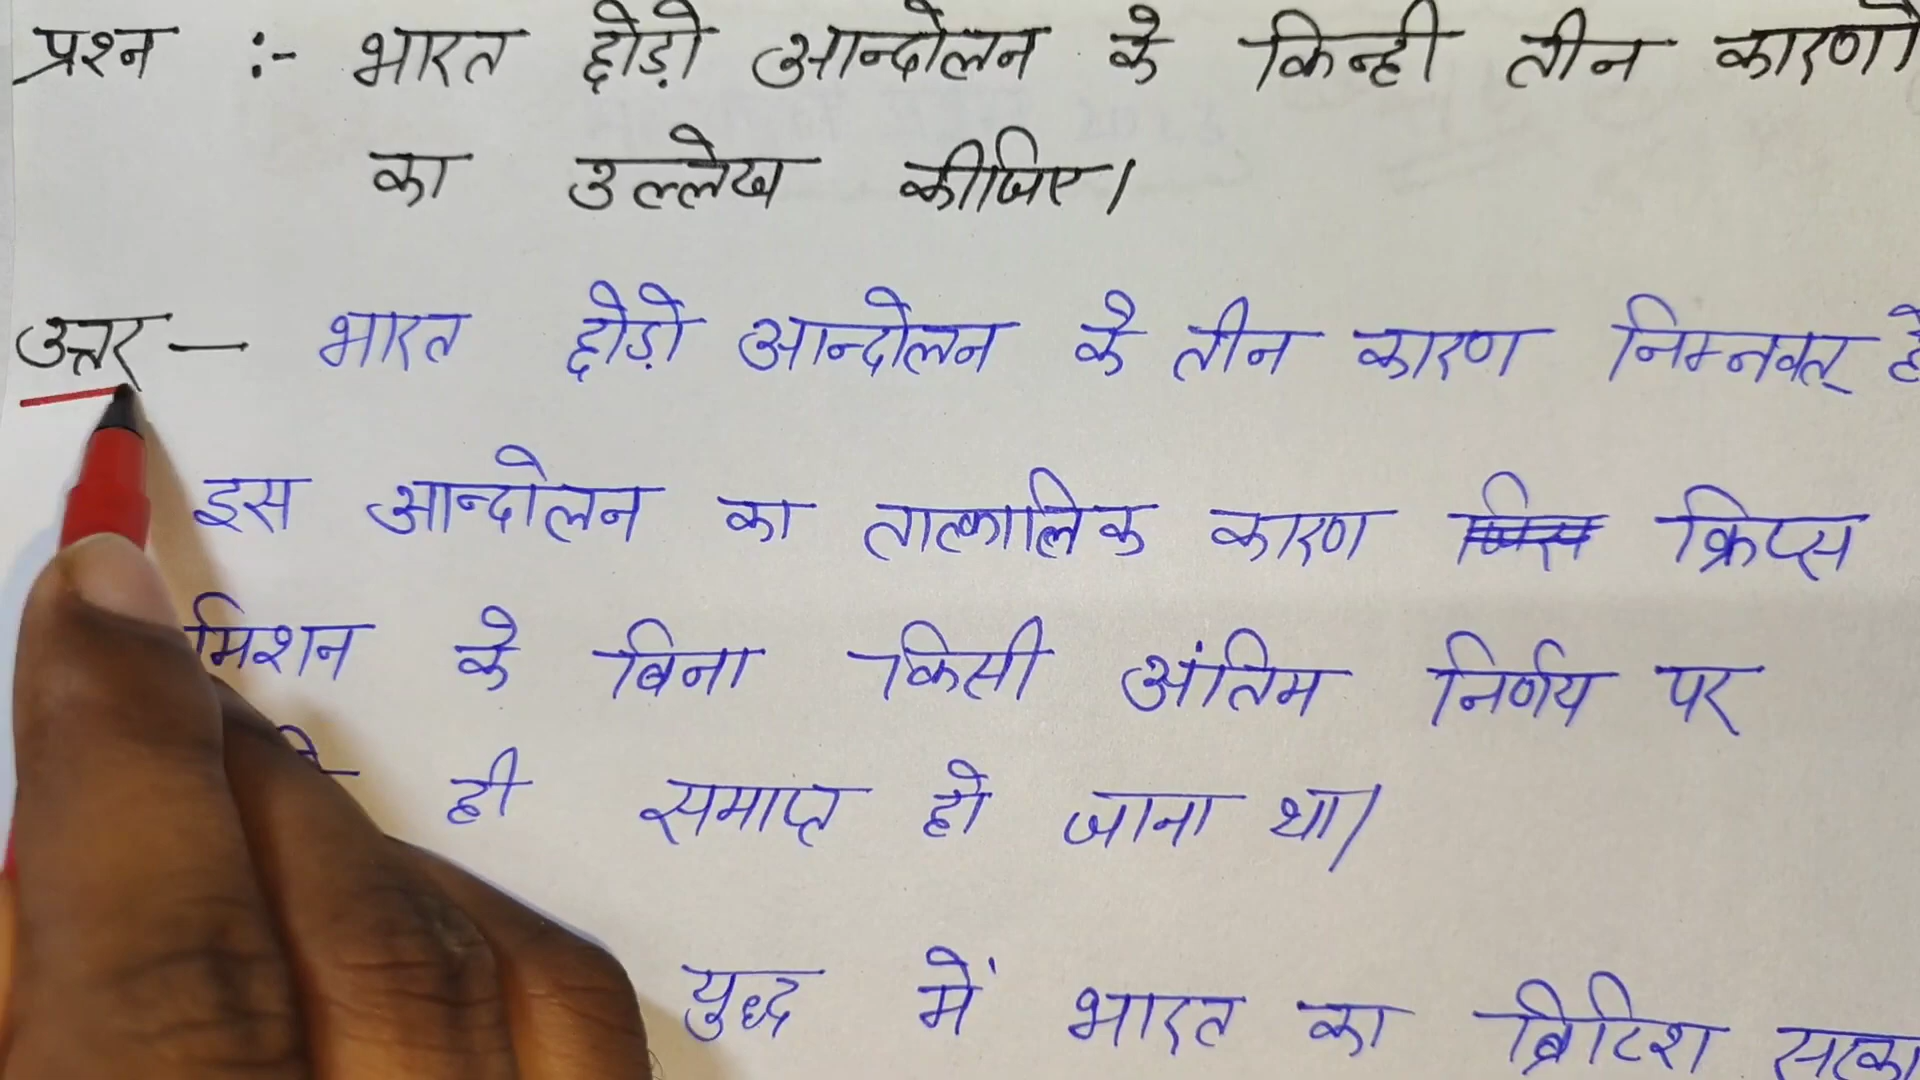 प्रश्न :- भारत छोड़ो आन्दोलन के किन्ही तीन कारणों
का उल्लेख कीजिए।
उत्तर — भारत छोड़ो आन्दोलन के तीन कारण निम्नवत् है
इस आन्दोलन का तात्कालिक कारण क्रिप्स
मिशन के बिना किसी अंतिम निर्णय पर
ही समाप्त हो जाना था।
युद्ध में भारत का ब्रिटिश